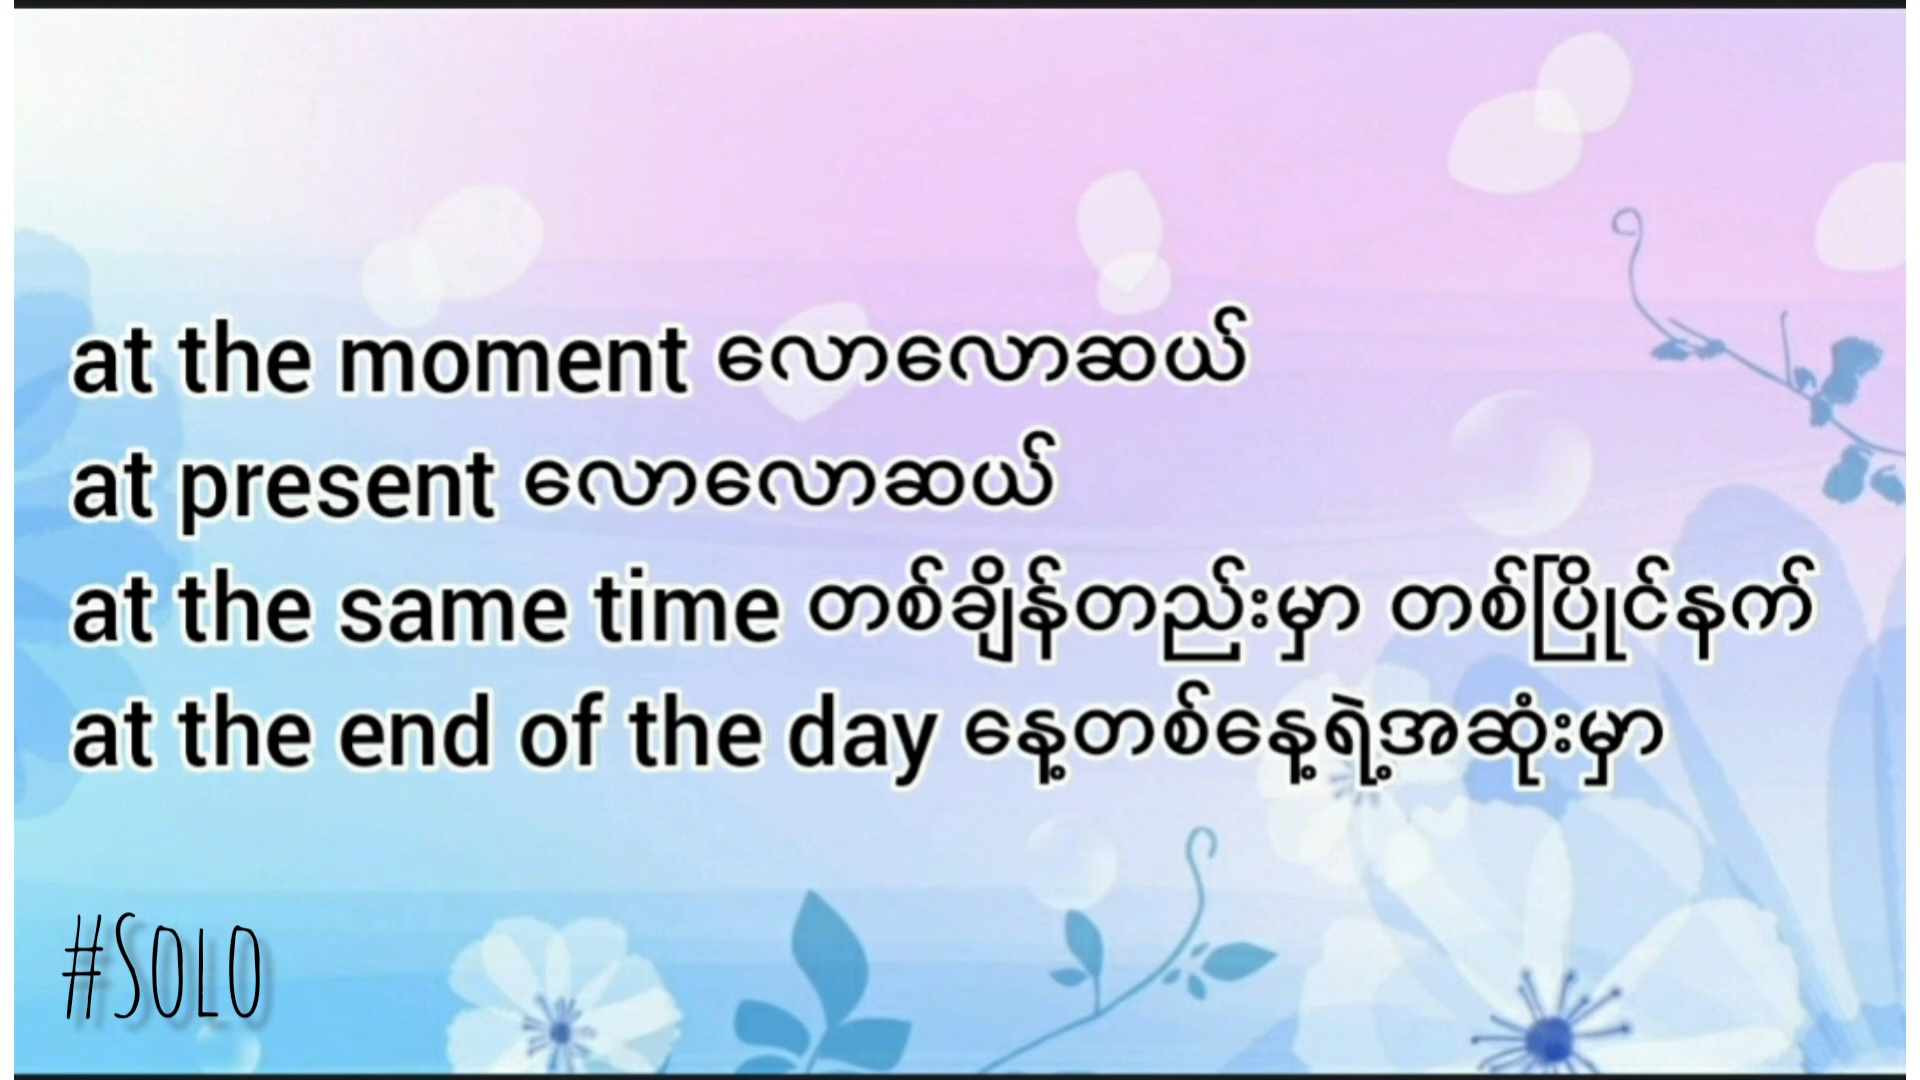 at the moment လောလောဆယ်
at present လောလောဆယ်
at the same time တစ်ချိန်တည်းမှာ တစ်ပြိုင်နက်
at the end of the day နေ့တစ်နေ့ရဲ့အဆုံးမှာ
#SOLO